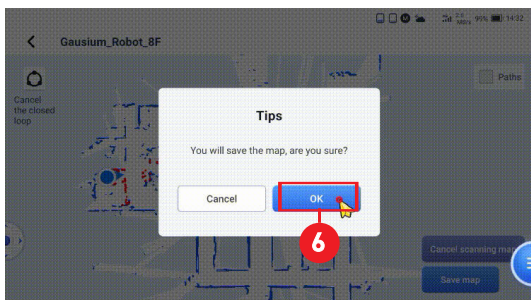 99% 14:32
Gausium_Robot_8F
Paths
Cancel
the closed
loop
Tips
You will save the map, are you sure?
Cancel
OK
6
Cancel scanning map
Save map